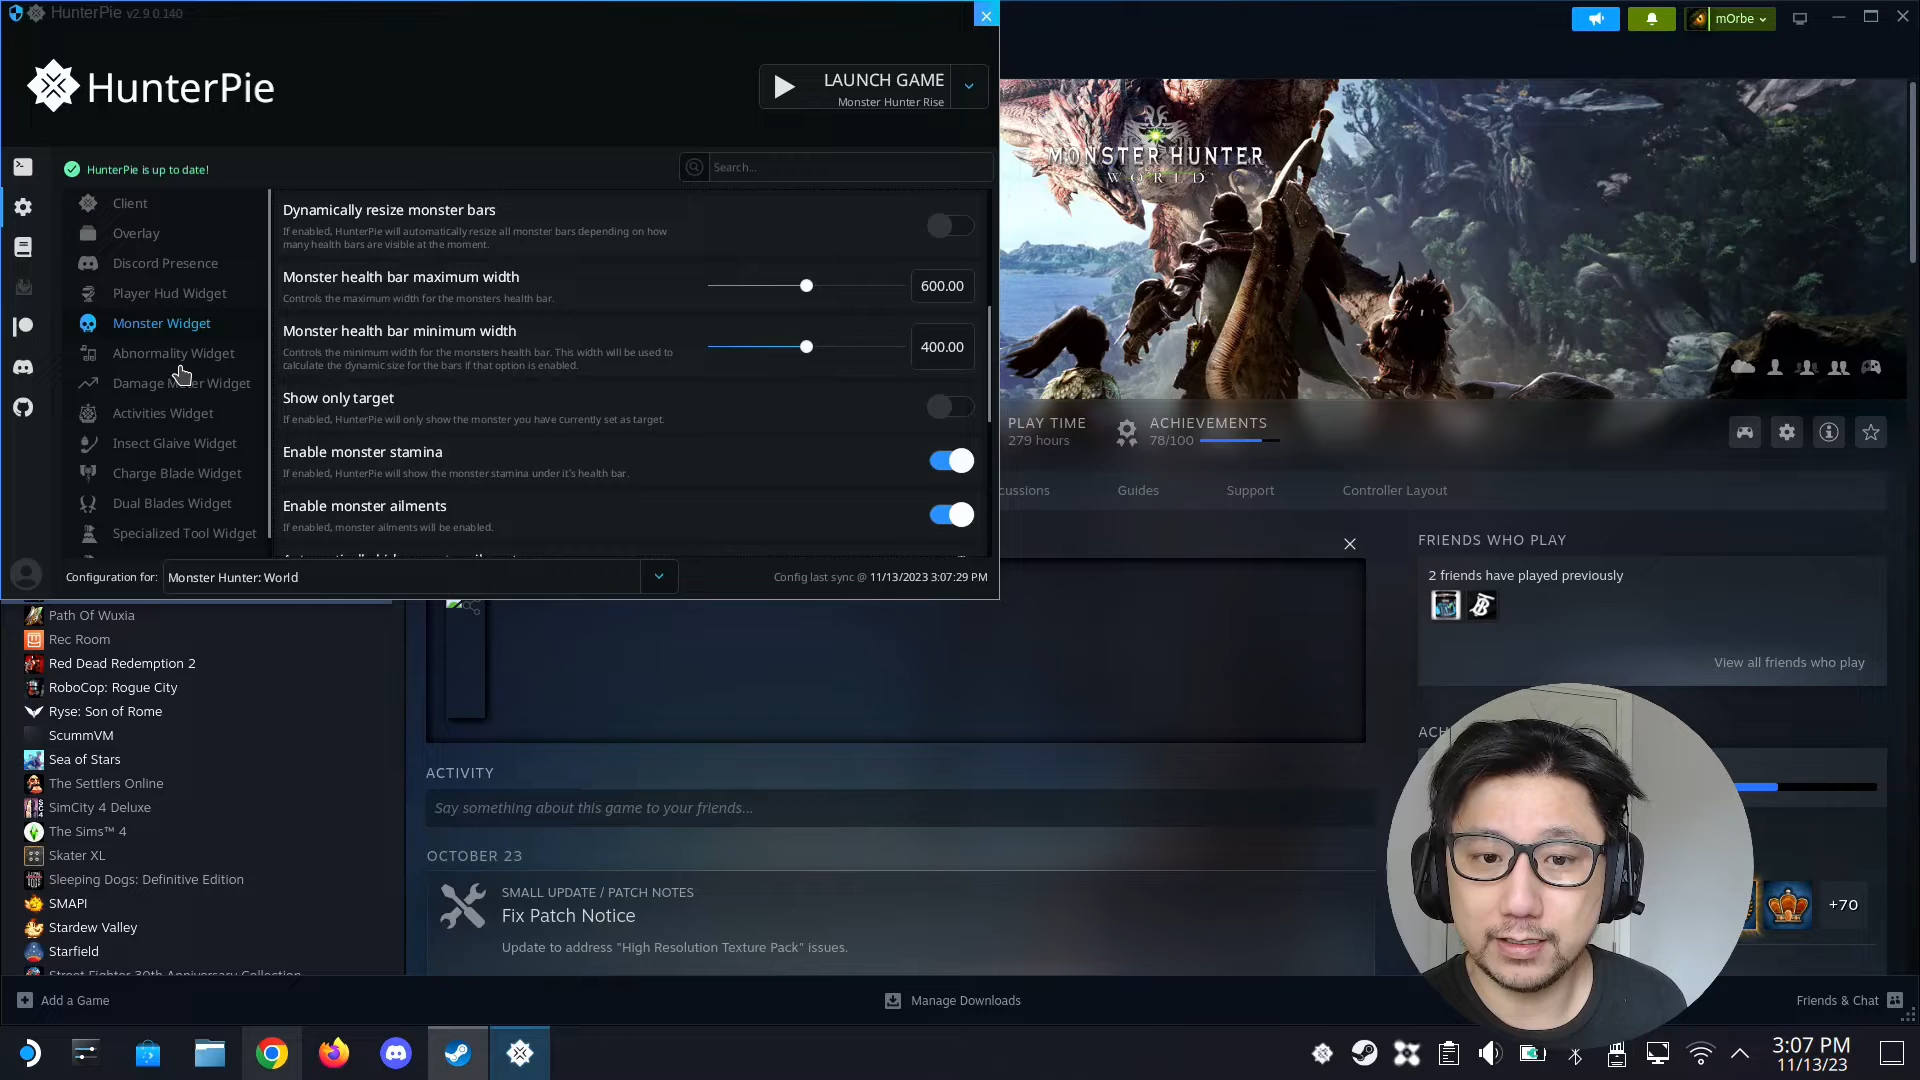 HunterPie v2.9.0.140
mOrbe
HunterPie
LAUNCH GAME
Monster Hunter Rise
MONSTER HUNTER
WORLD
HunterPie is up to date!
Search...
Client
Overlay
Discord Presence
Player Hud Widget
Monster Widget
Abnormality Widget
Damage Meter Widget
Activities Widget
Insect Glaive Widget
Charge Blade Widget
Dual Blades Widget
Specialized Tool Widget
Dynamically resize monster bars
If enabled, HunterPie will automatically resize all monster bars depending on how
many health bars are visible at the moment.
Monster health bar maximum width
Controls the maximum width for the monsters health bar.
600.00
Monster health bar minimum width
Controls the minimum width for the monsters health bar. This width will be used to
calculate the dynamic size for the bars if that option is enabled.
400.00
Show only target
If enabled, HunterPie will only show the monster you have currently set as target.
Enable monster stamina
If enabled, HunterPie will show the monster stamina under it's health bar.
Enable monster ailments
If enabled, monster ailments will be enabled.
Configuration for: Monster Hunter: World
Config last sync @ 11/13/2023 3:07:29 PM
PLAY TIME
279 hours
ACHIEVEMENTS
78/100
cussions
Guides
Support
Controller Layout
FRIENDS WHO PLAY
2 friends have played previously
View all friends who play
ACH
+70
Path Of Wuxia
Rec Room
Red Dead Redemption 2
RoboCop: Rogue City
Ryse: Son of Rome
ScummVM
Sea of Stars
The Settlers Online
SimCity 4 Deluxe
The Sims™ 4
Skater XL
Sleeping Dogs: Definitive Edition
SMAPI
Stardew Valley
Starfield
Street Fighter 30th Anniversary Collection
ACTIVITY
Say something about this game to your friends...
OCTOBER 23
SMALL UPDATE / PATCH NOTES
Fix Patch Notice
Update to address "High Resolution Texture Pack" issues.
Add a Game
Manage Downloads
Friends & Chat
3:07 PM
11/13/23